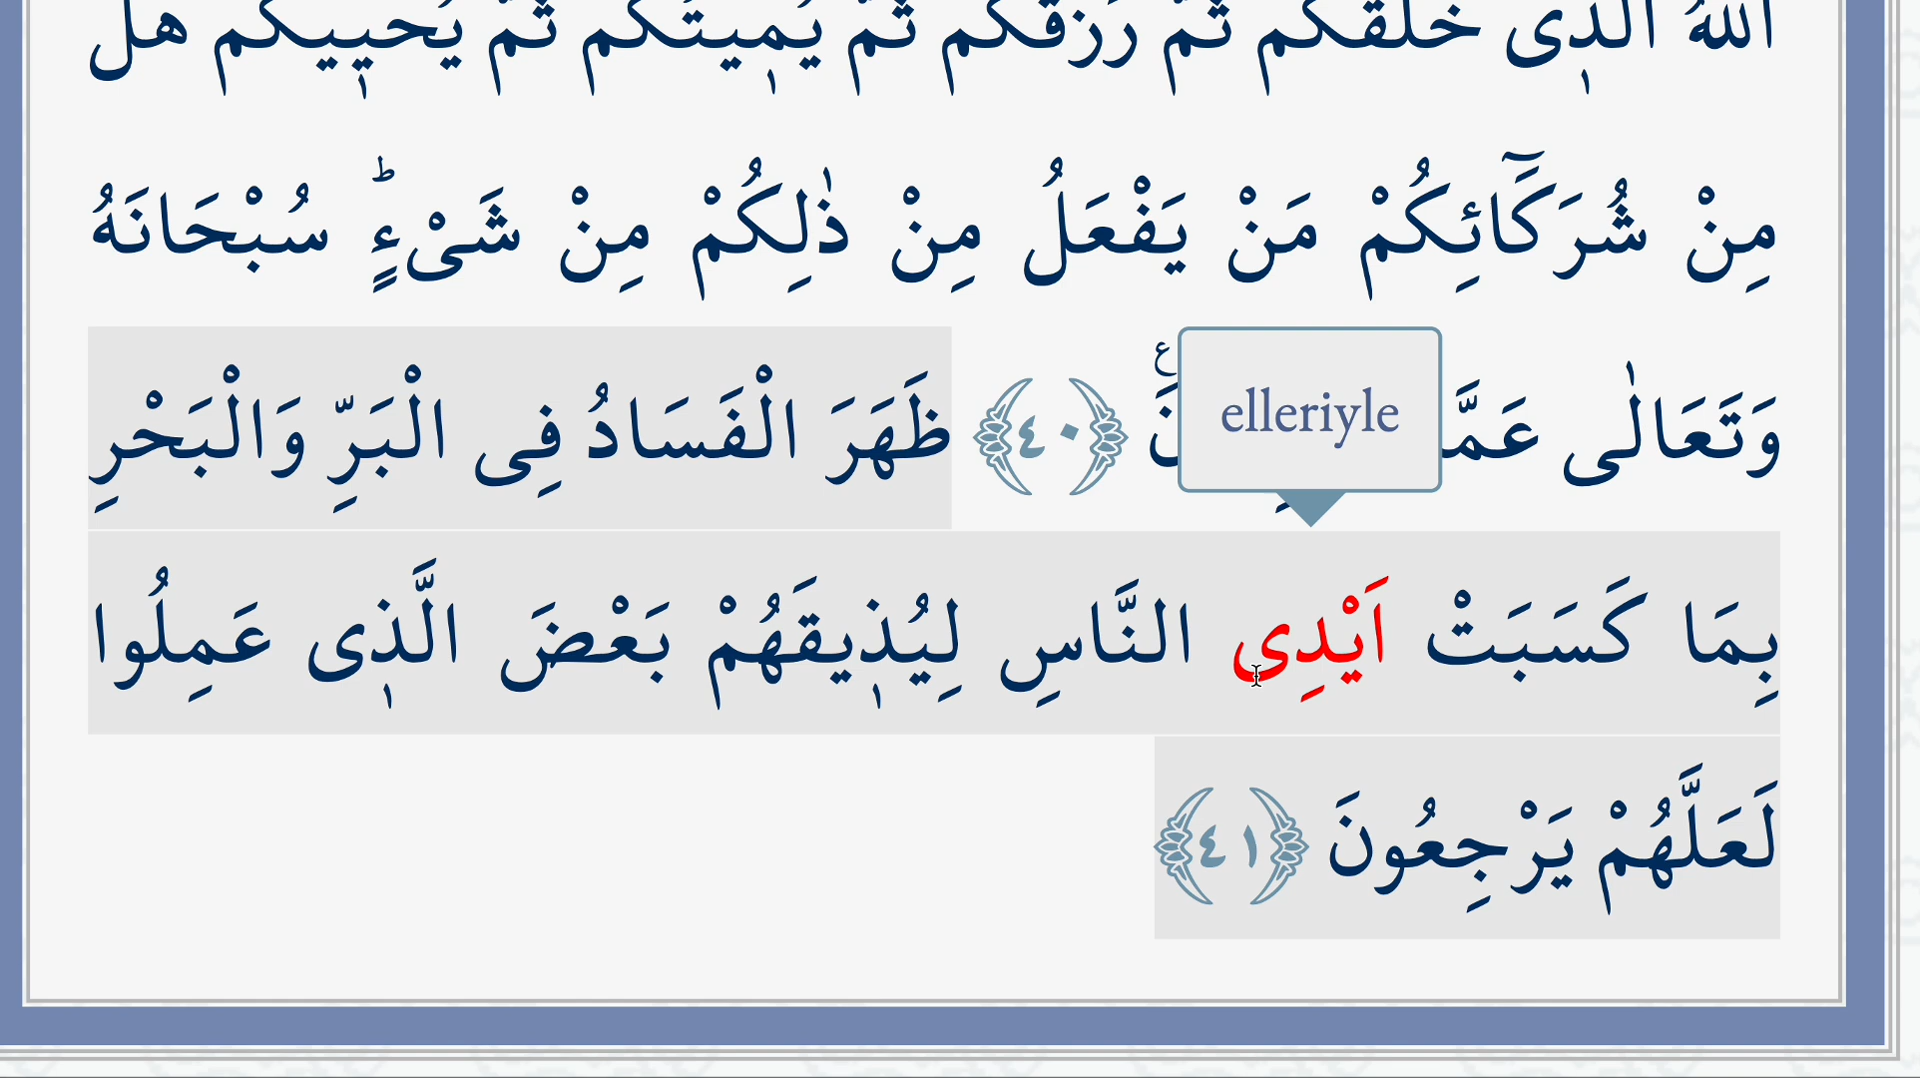 اَللّٰهُ الَّذ۪ى خَلَقَكُمْ ثُمَّ رَزَقَكُمْ ثُمَّ يُم۪يتُكُمْ ثُمَّ يُحْي۪يكُمْ هَلْ
مِنْ شُرَكَٓائِكُمْ مَنْ يَفْعَلُ مِنْ ذٰلِكُمْ مِنْ شَىْءٍۜ سُبْحَانَهُ
وَتَعَالٰى ﴿٤٠﴾ ظَهَرَ الْفَسَادُ فِى الْبَرِّ وَالْبَحْرِ
elleriyle
بِمَا كَسَبَتْ اَيْدِى النَّاسِ لِيُذ۪يقَهُمْ بَعْضَ الَّذ۪ى عَمِلُوا
لَعَلَّهُمْ يَرْجِعُونَ ﴿٤١﴾